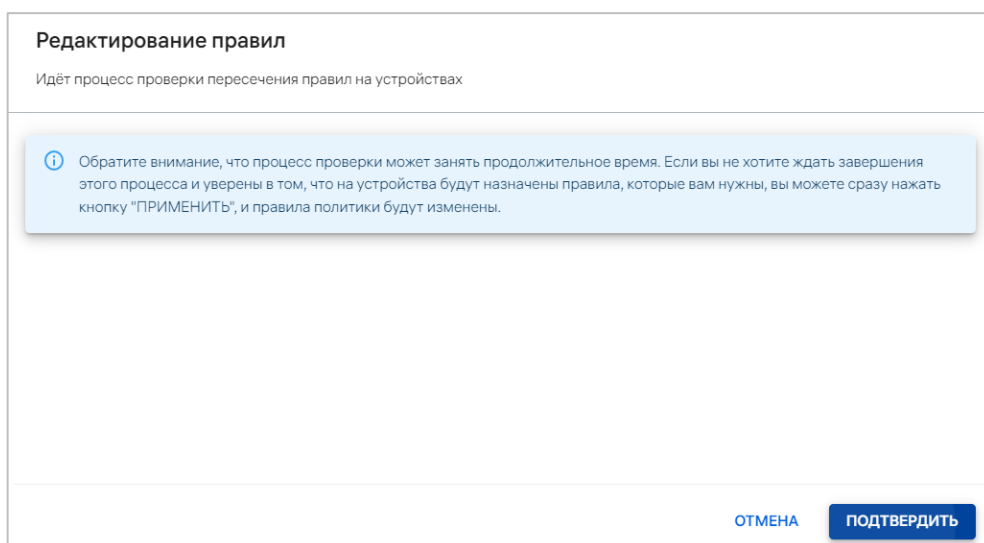 Редактирование правил
Идёт процесс проверки пересечения правил на устройствах
Обратите внимание, что процесс проверки может занять продолжительное время. Если вы не хотите ждать завершения
этого процесса и уверены в том, что на устройства будут назначены правила, которые вам нужны, вы можете сразу нажать
кнопку "ПРИМЕНИТЬ", и правила политики будут изменены.
ОТМЕНА ПОДТВЕРДИТЬ